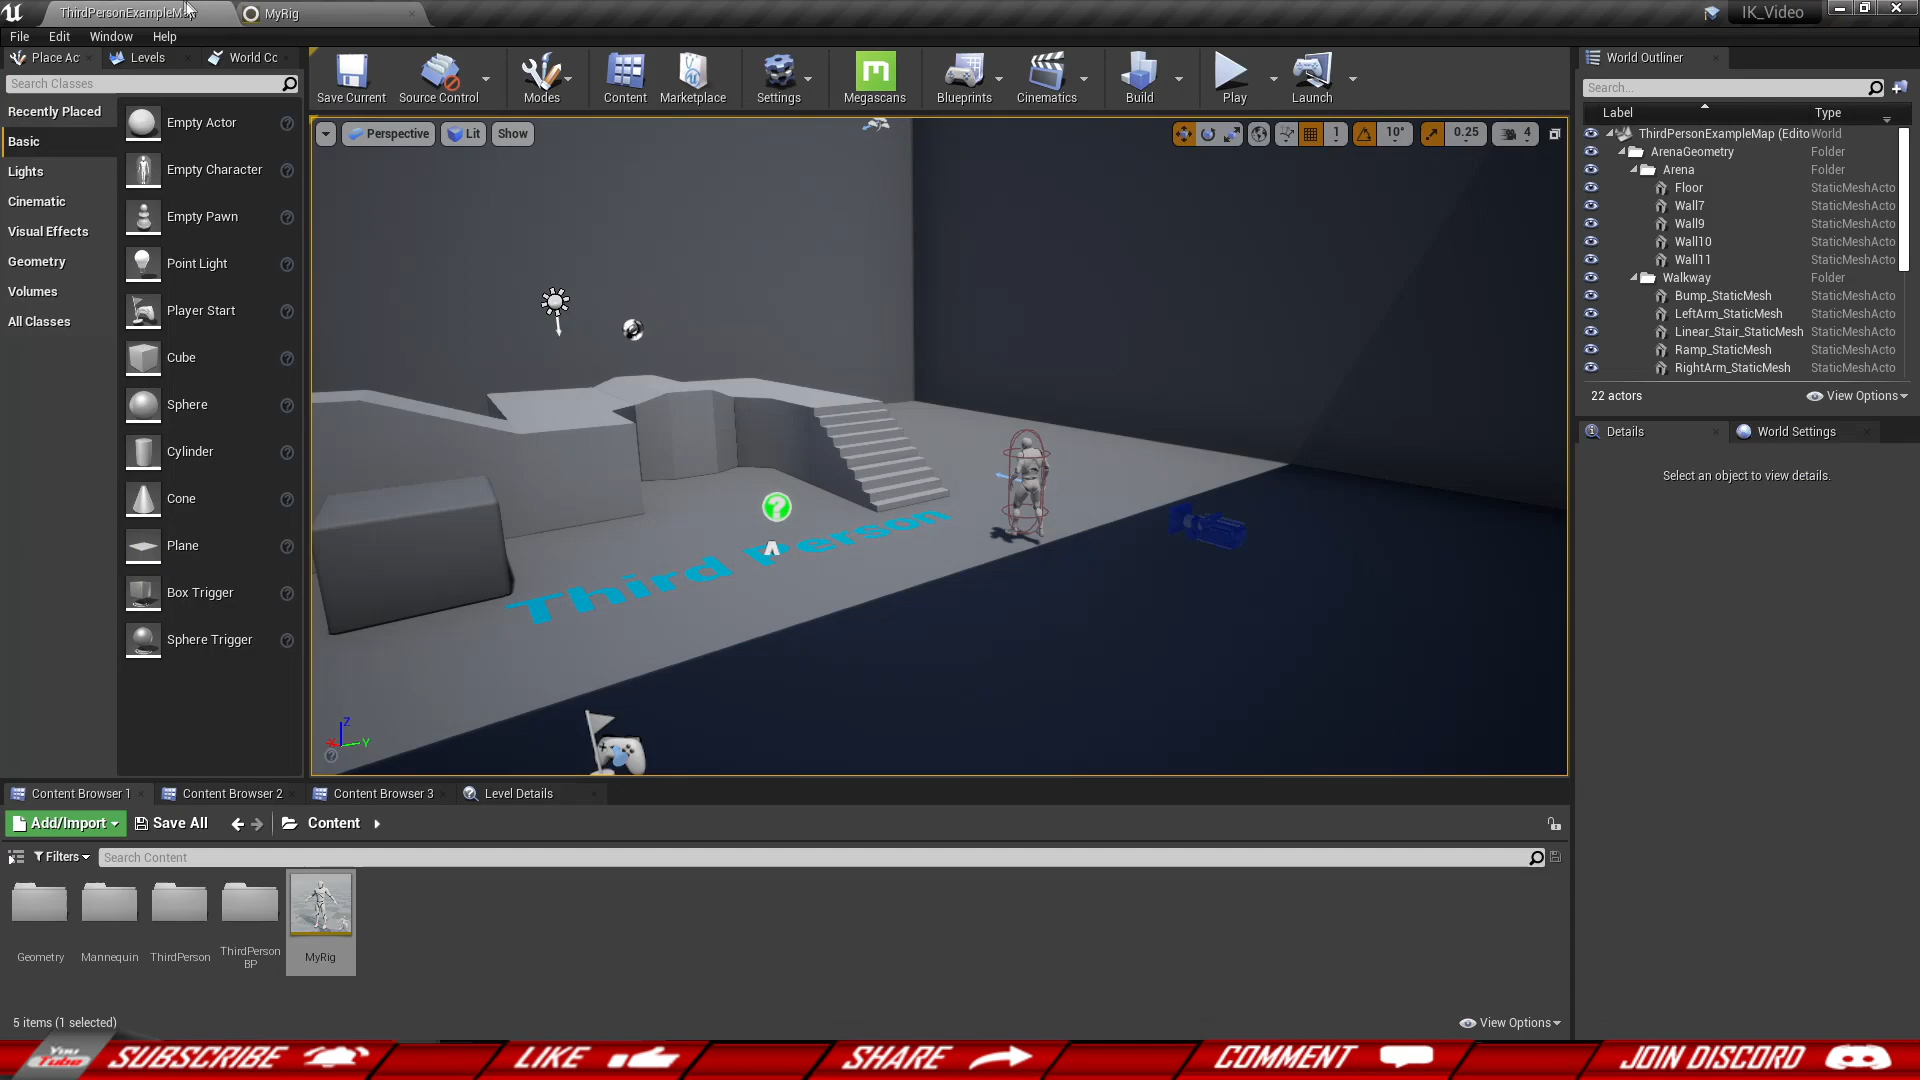 ThirdPersonExampleMap
MyRig
IK_Video
File
Edit
Window
Help
Place Ac
Levels
World Cc
Search Classes
Recently Placed
Basic
Lights
Cinematic
Visual Effects
Geometry
Volumes
All Classes
Empty Actor
Empty Character
Empty Pawn
Point Light
Player Start
Cube
Sphere
Cylinder
Cone
Plane
Box Trigger
Sphere Trigger
Save Current
Source Control
Modes
Content
Marketplace
Settings
Megascans
Blueprints
Cinematics
Build
Play
Launch
Perspective
Lit
Show
1
10°
0.25
4
Third Person
Z
X
Y
World Outliner
Search...
Label
Type
ThirdPersonExampleMap (Edito World
ArenaGeometry Folder
Arena Folder
Floor StaticMeshActo
Wall7 StaticMeshActo
Wall9 StaticMeshActo
Wall10 StaticMeshActo
Wall11 StaticMeshActo
Walkway Folder
Bump_StaticMesh StaticMeshActo
LeftArm_StaticMesh StaticMeshActo
Linear_Stair_StaticMesh StaticMeshActo
Ramp_StaticMesh StaticMeshActo
RightArm_StaticMesh StaticMeshActo
22 actors
View Options
Details
World Settings
Select an object to view details.
Content Browser 1
Content Browser 2
Content Browser 3
Level Details
Add/Import
Save All
Content
Filters
Search Content
Geometry
Mannequin
ThirdPerson
ThirdPerson
BP
MyRig
5 items (1 selected)
View Options
You
Tube
SUBSCRIBE
LIKE
SHARE
COMMENT
JOIN DISCORD